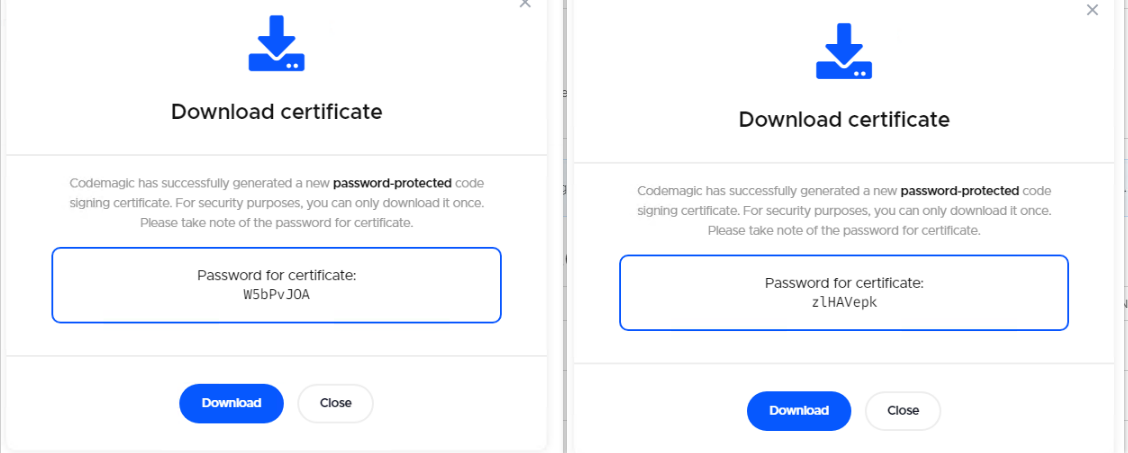 Download certificate
Codemagic has successfully generated a new password-protected code
signing certificate. For security purposes, you can only download it once.
Please take note of the password for certificate.
Password for certificate:
W5bPvJOA
Download
Close
Download certificate
Codemagic has successfully generated a new password-protected code
signing certificate. For security purposes, you can only download it once.
Please take note of the password for certificate.
Password for certificate:
zlHAVepk
Download
Close